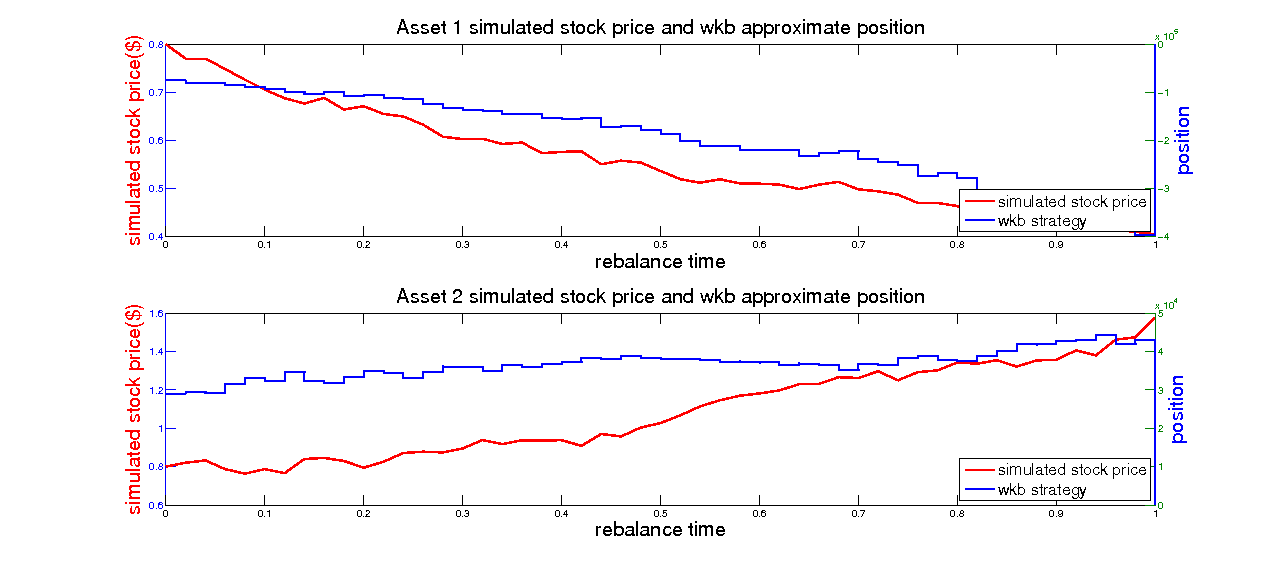 Asset 1 simulated stock price and wkb approximate position
x 10^5
simulated stock price($)
0.8
0.7
0.6
0.5
0.4
0
-1
-2
-3
-4
position
simulated stock price
wkb strategy
0 0.1 0.2 0.3 0.4 0.5 0.6 0.7 0.8 0.9 1
rebalance time
Asset 2 simulated stock price and wkb approximate position
x 10^4
simulated stock price($)
1.6
1.4
1.2
1
0.8
0.6
5
4
3
2
1
0
position
simulated stock price
wkb strategy
0 0.1 0.2 0.3 0.4 0.5 0.6 0.7 0.8 0.9 1
rebalance time